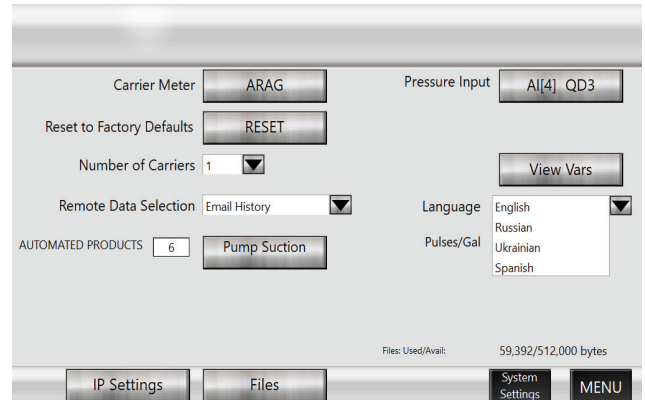 Carrier Meter ARAG Pressure Input AI[4] QD3
Reset to Factory Defaults RESET
Number of Carriers 1 View Vars
Remote Data Selection Email History Language English
Russian
AUTOMATED PRODUCTS 6 Pump Suction Pulses/Gal Ukrainian
Spanish
Files: Used/Avail: 59,392/512,000 bytes
IP Settings Files System
Settings MENU